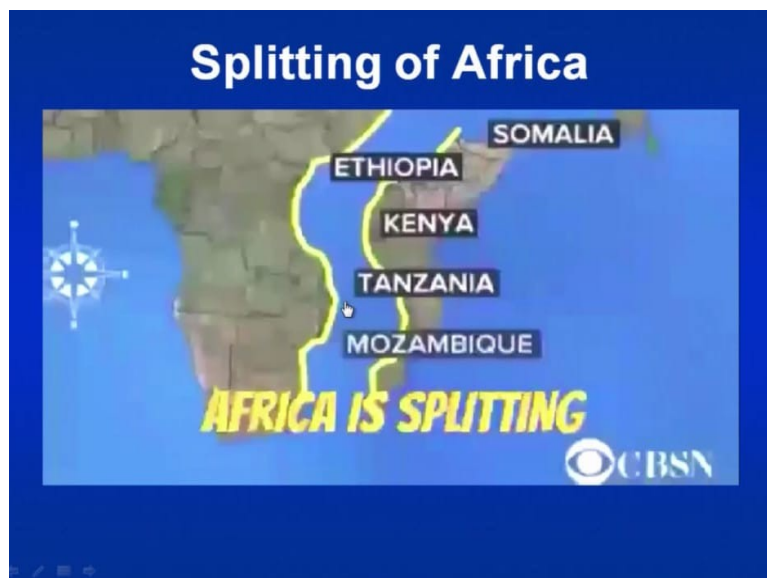 Splitting of Africa
SOMALIA
ETHIOPIA
KENYA
TANZANIA
MOZAMBIQUE
AFRICA IS SPLITTING
CBSN